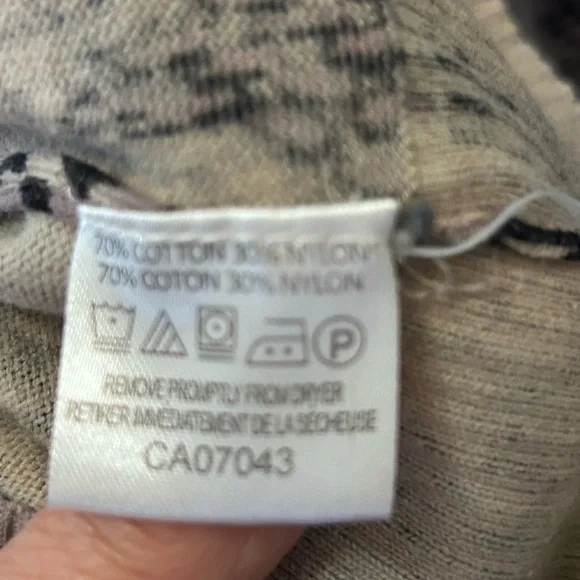 70% COTTON 30% NYLON
70% COTON 30% NYLON
P
REMOVE PROMPTLY FROM DRYER
RETIRER IMMEDIATEMENT DE LA SECHEUSE
CA07043